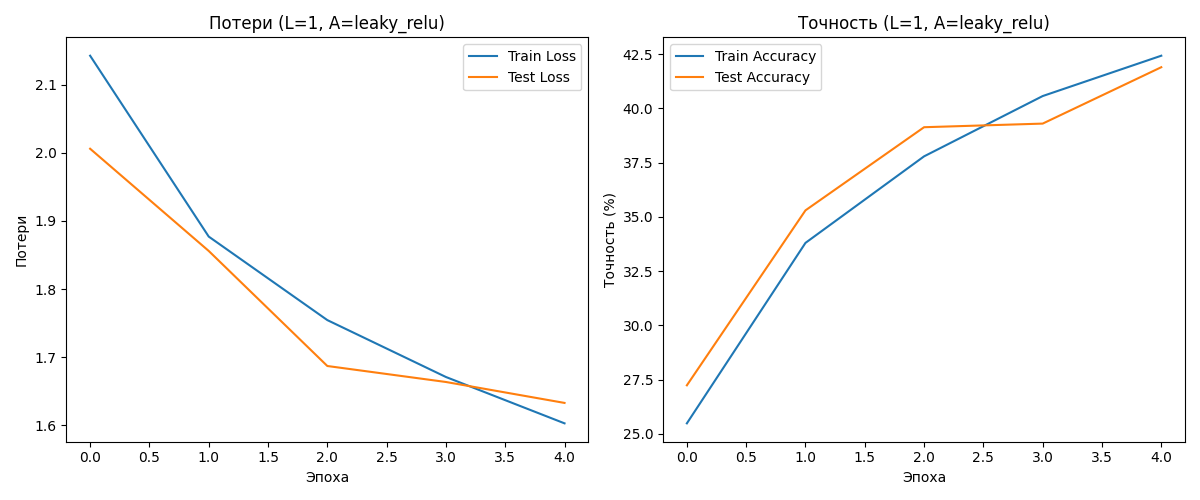 Потери (L=1, A=leaky_relu)
Train Loss
Test Loss
2.1
2.0
1.9
1.8
1.7
1.6
Потери
0.0 0.5 1.0 1.5 2.0 2.5 3.0 3.5 4.0
Эпоха
Точность (L=1, A=leaky_relu)
Train Accuracy
Test Accuracy
42.5
40.0
37.5
35.0
32.5
30.0
27.5
25.0
Точность (%)
0.0 0.5 1.0 1.5 2.0 2.5 3.0 3.5 4.0
Эпоха